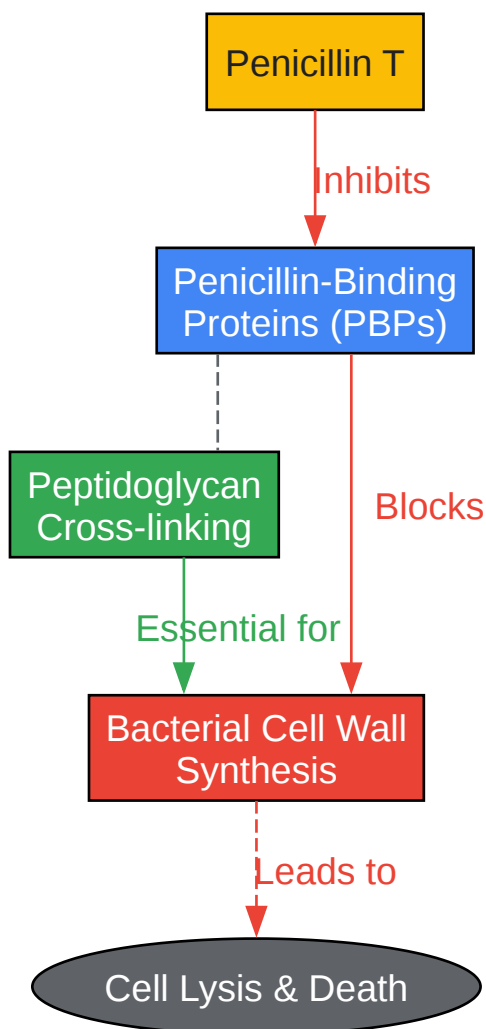 Penicillin T
Inhibits
Penicillin-Binding
Proteins (PBPs)
Peptidoglycan
Cross-linking
Blocks
Essential for
Bacterial Cell Wall
Synthesis
Leads to
Cell Lysis & Death